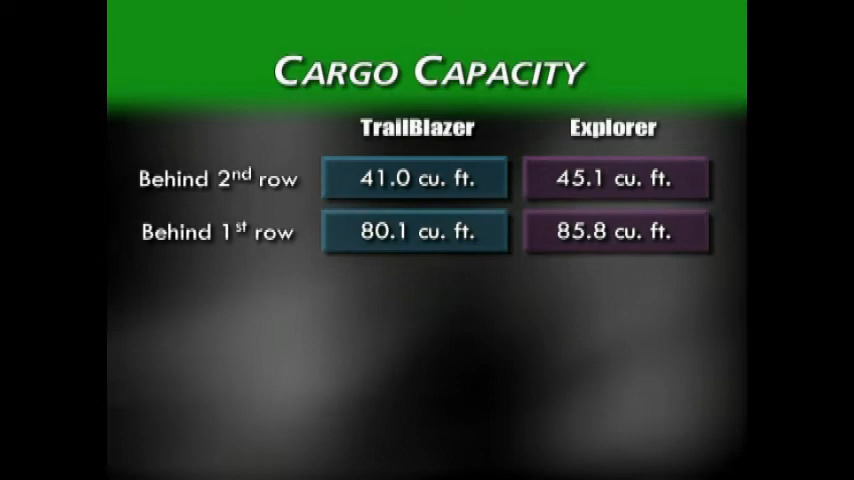 CARGO CAPACITY
TrailBlazer Explorer
Behind 2nd row 41.0 cu. ft. 45.1 cu. ft.
Behind 1st row 80.1 cu. ft. 85.8 cu. ft.